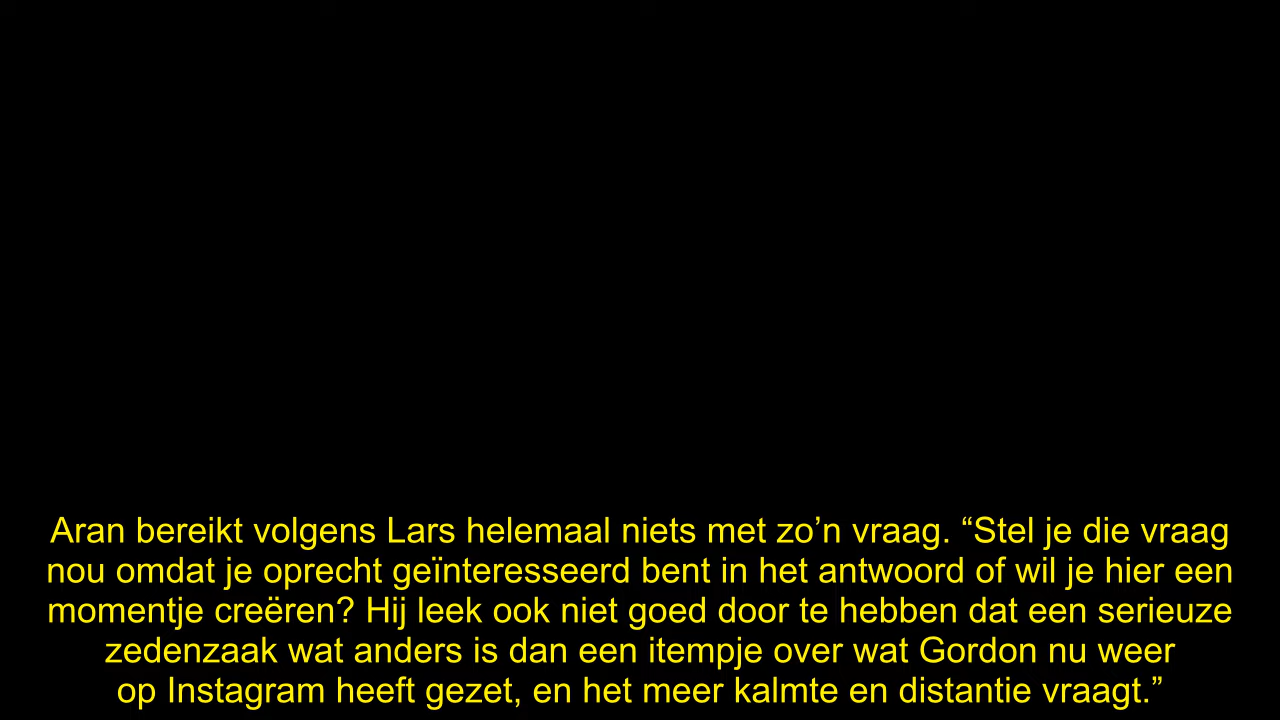 Aran bereikt volgens Lars helemaal niets met zo’n vraag. “Stel je die vraag
nou omdat je oprecht geïnteresseerd bent in het antwoord of wil je hier een
momentje creëren? Hij leek ook niet goed door te hebben dat een serieuze
zedenzaak wat anders is dan een itempje over wat Gordon nu weer
op Instagram heeft gezet, en het meer kalmte en distantie vraagt.”